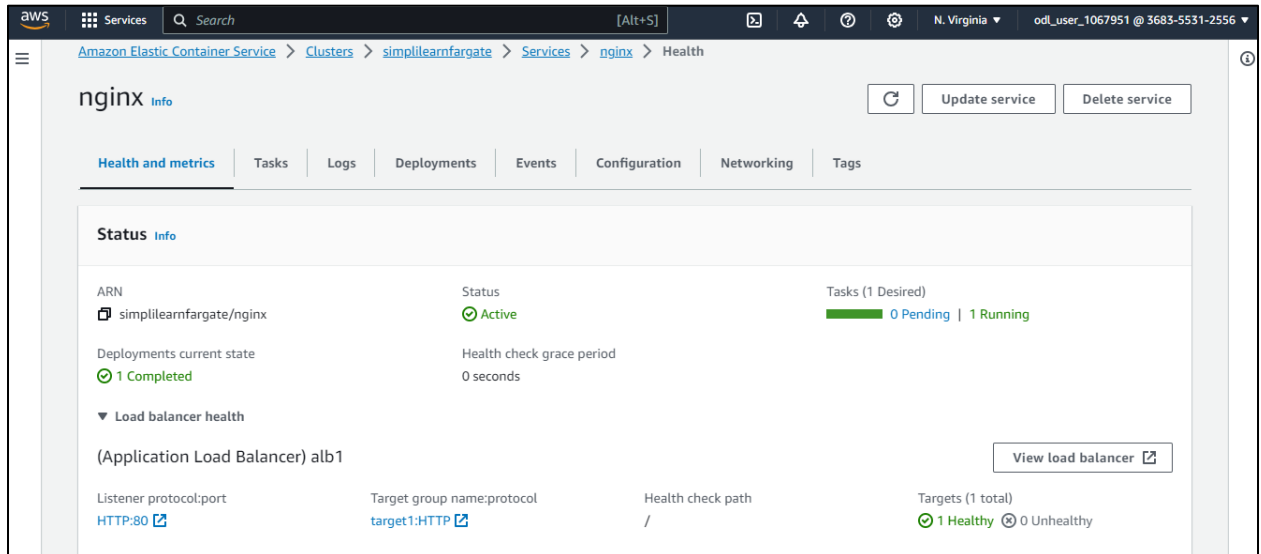 aws Services Search [Alt+S] N. Virginia ▼ odl_user_1067951 @ 3683-5531-2556 ▼
Amazon Elastic Container Service > Clusters > simplilearnfargate > Services > nginx > Health
nginx Info Update service Delete service
Health and metrics Tasks Logs Deployments Events Configuration Networking Tags
Status Info
ARN Status Tasks (1 Desired)
simplilearnfargate/nginx Active 0 Pending | 1 Running
Deployments current state Health check grace period
1 Completed 0 seconds
▼ Load balancer health
(Application Load Balancer) alb1 View load balancer
Listener protocol:port Target group name:protocol Health check path Targets (1 total)
HTTP:80 target1:HTTP / 1 Healthy 0 Unhealthy